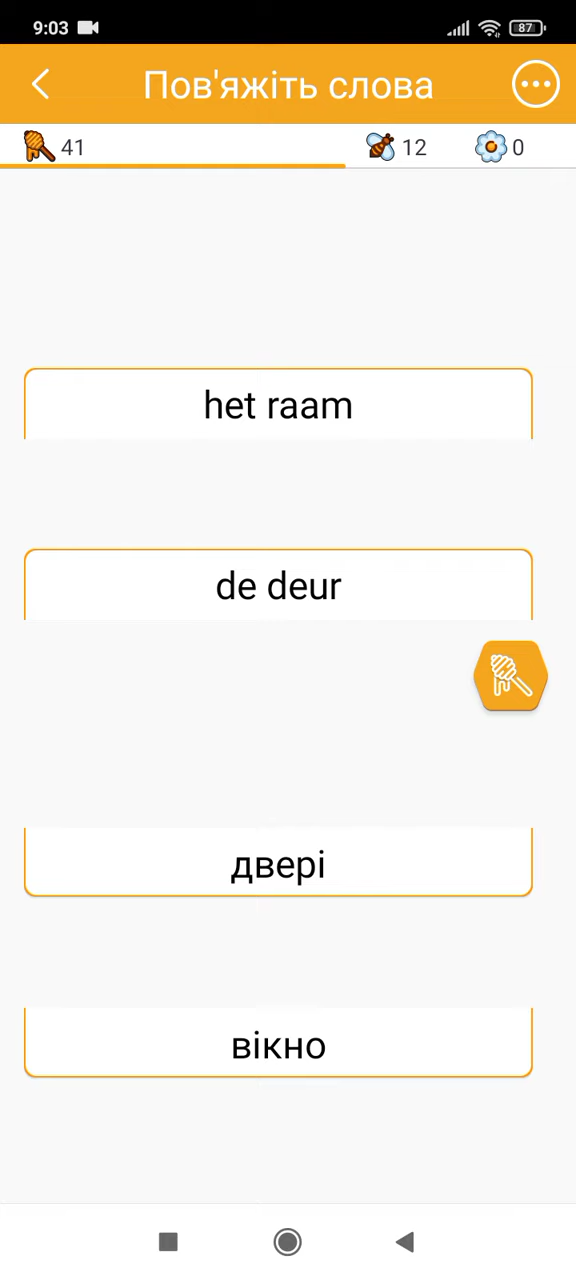 9:03
87
Пов'яжіть слова
41
12
0
het raam
de deur
двері
вікно